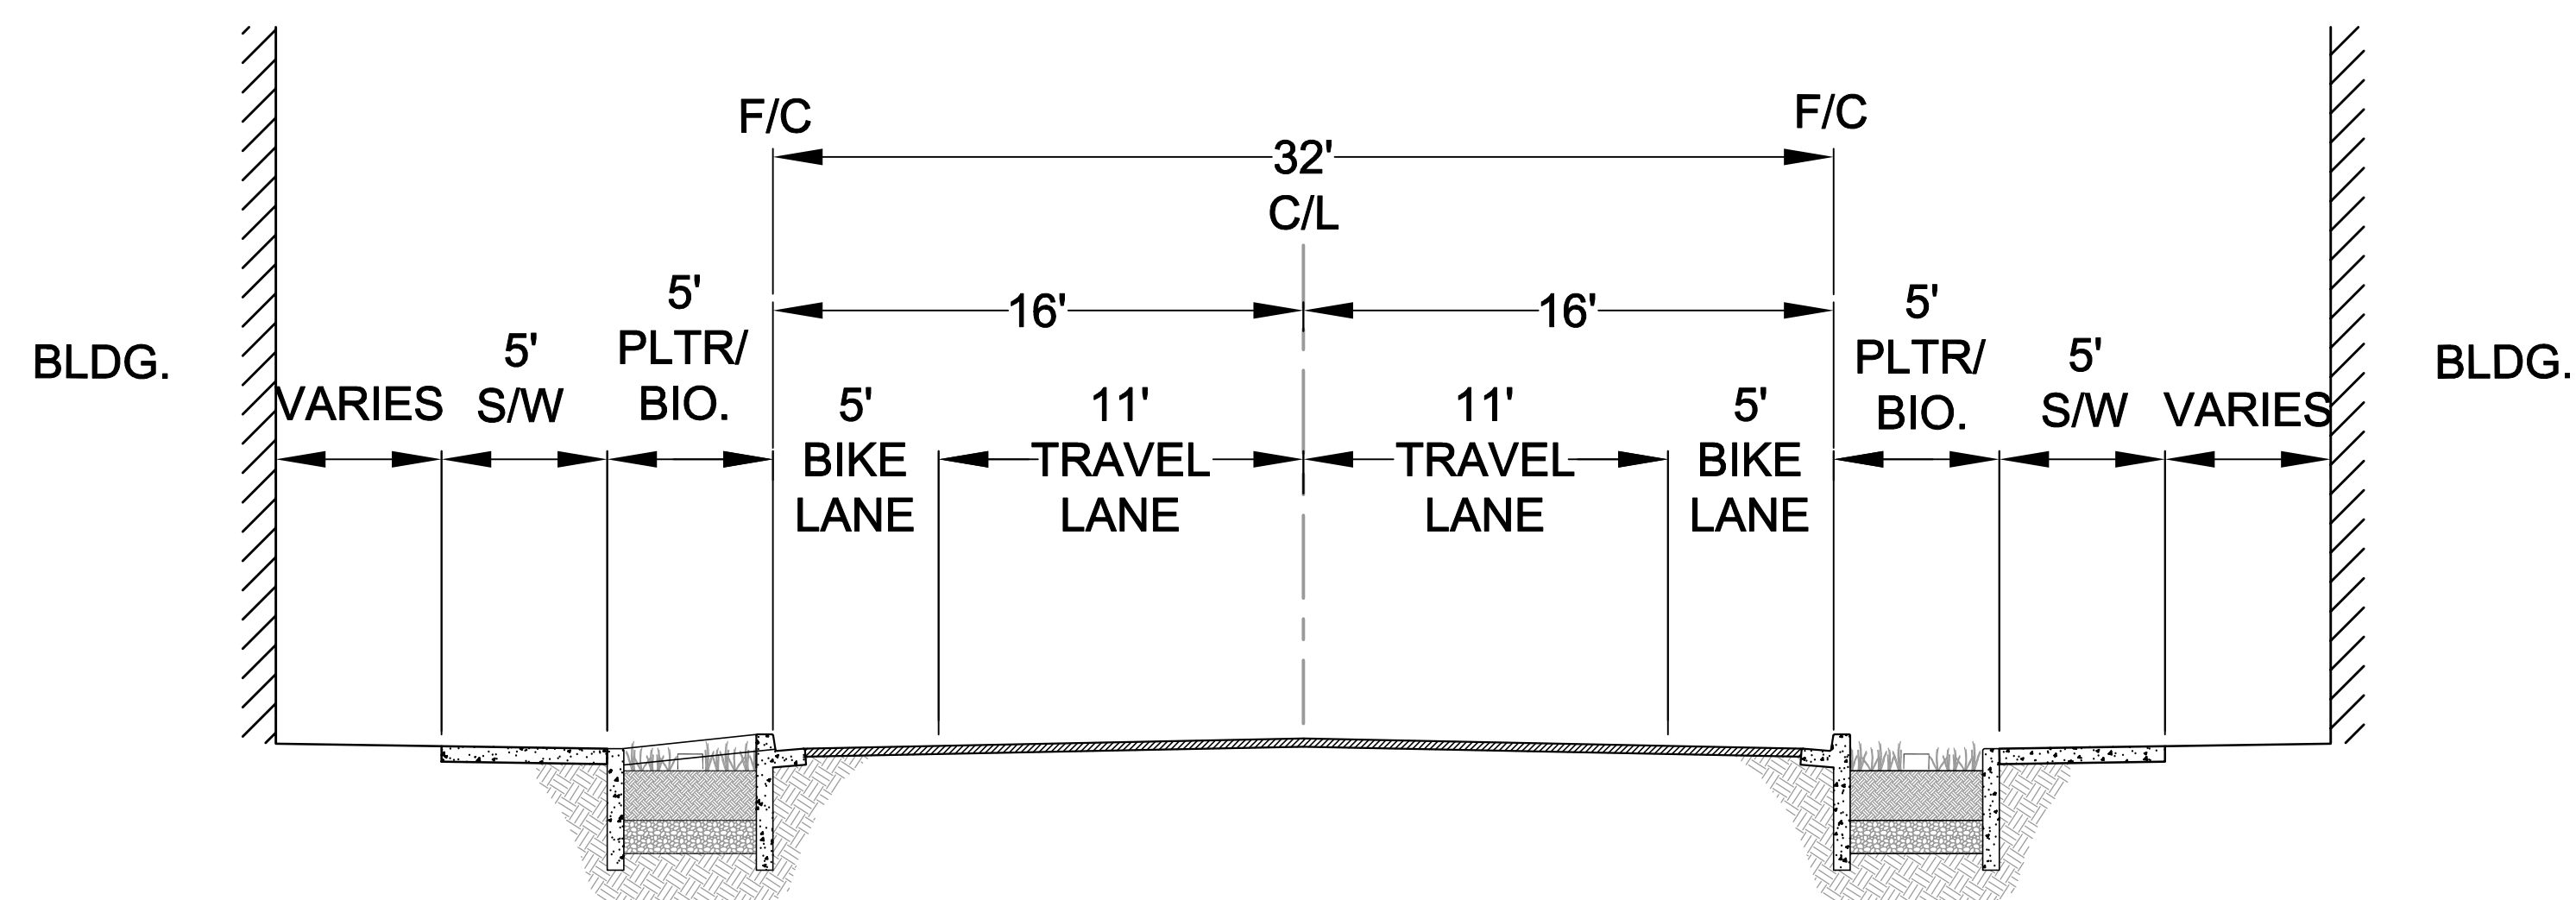 F/C
F/C
32'
C/L
16'
16'
BLDG.
VARIES
5'
S/W
5'
PLTR/
BIO.
5'
BIKE
LANE
11'
TRAVEL
LANE
11'
TRAVEL
LANE
5'
BIKE
LANE
5'
PLTR/
BIO.
5'
S/W
VARIES
BLDG.